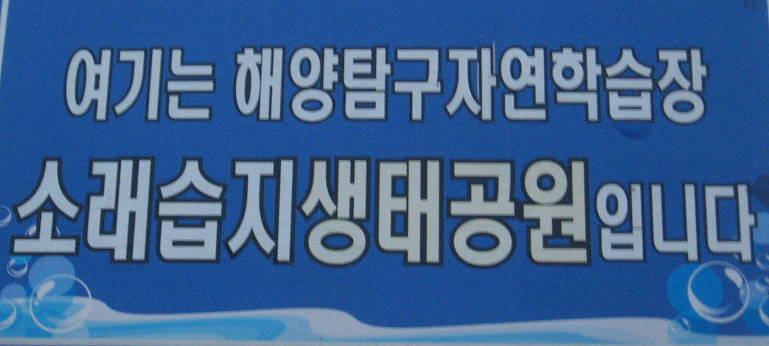 여기는 해양탐구자연학습장
소래습지생태공원입니다